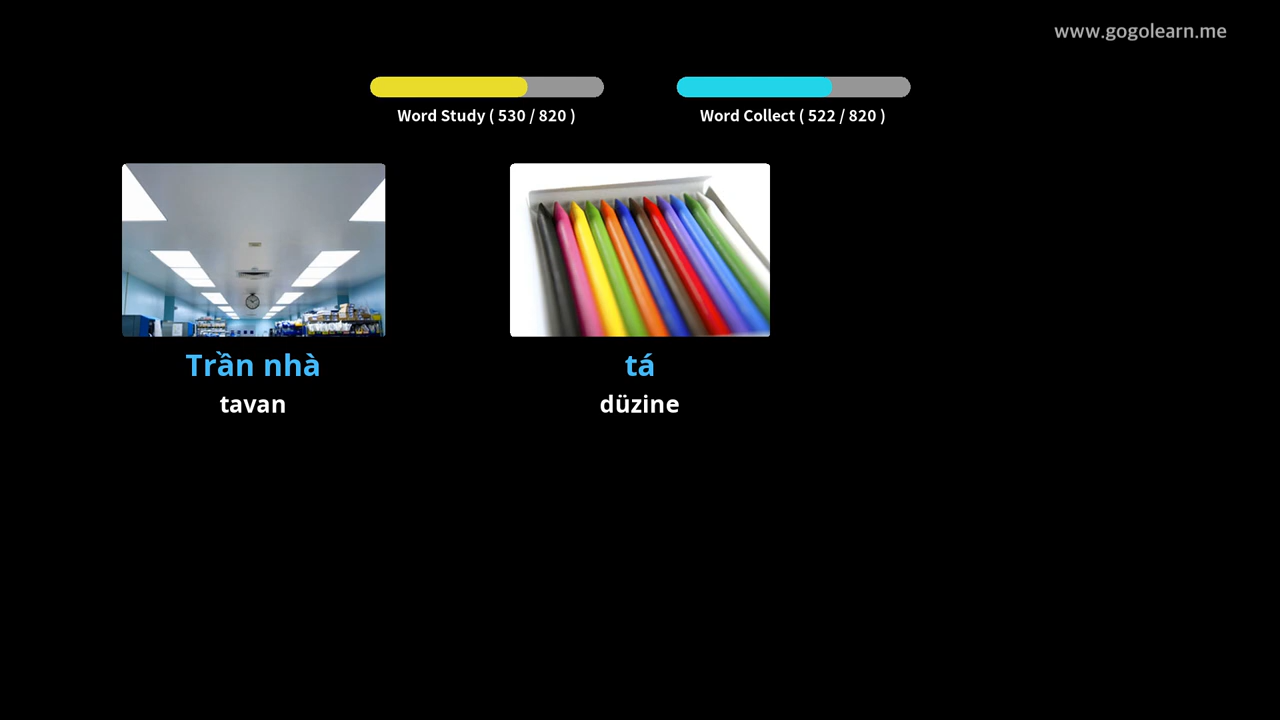 www.gogolearn.me
Word Study ( 530 / 820 )
Word Collect ( 522 / 820 )
Trần nhà
tavan
tá
düzine